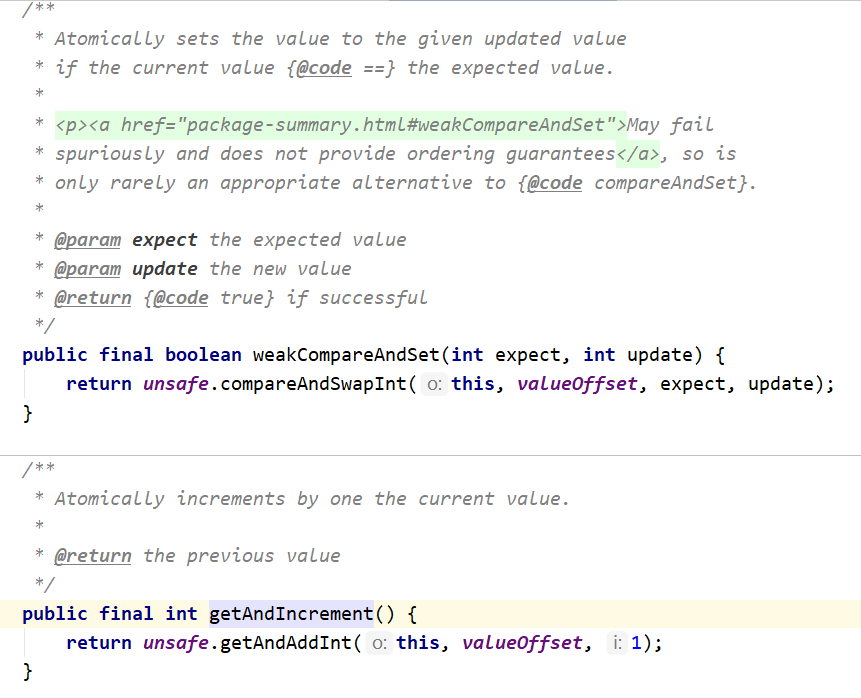 /**
 * Atomically sets the value to the given updated value
 * if the current value {@code ==} the expected value.
 *
 * <p><a href="package-summary.html#weakCompareAndSet">May fail
 * spuriously and does not provide ordering guarantees</a>, so is
 * only rarely an appropriate alternative to {@code compareAndSet}.
 *
 * @param expect the expected value
 * @param update the new value
 * @return {@code true} if successful
 */
public final boolean weakCompareAndSet(int expect, int update) {
    return unsafe.compareAndSwapInt( o: this, valueOffset, expect, update);
}
/**
 * Atomically increments by one the current value.
 *
 * @return the previous value
 */
public final int getAndIncrement() {
    return unsafe.getAndAddInt( o: this, valueOffset, i: 1);
}